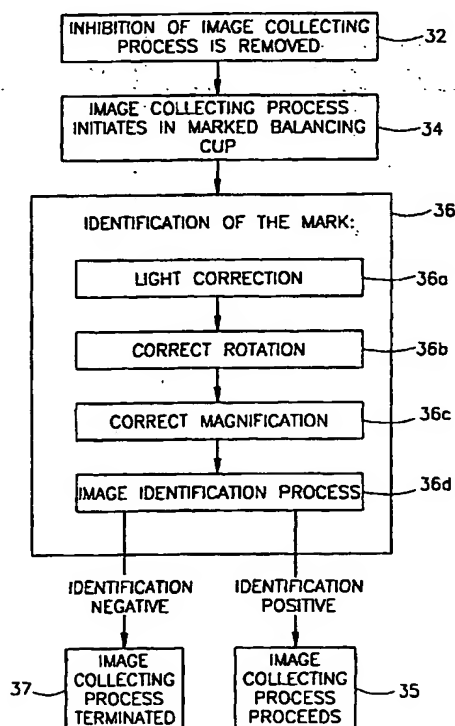 INHIBITION OF IMAGE COLLECTING
PROCESS IS REMOVED
32
IMAGE COLLECTING PROCESS
INITIATES IN MARKED BALANCING
CUP
34
36
IDENTIFICATION OF THE MARK:
LIGHT CORRECTION
36a
CORRECT ROTATION
36b
CORRECT MAGNIFICATION
36c
IMAGE IDENTIFICATION PROCESS
36d
IDENTIFICATION
NEGATIVE
IDENTIFICATION
POSITIVE
37
IMAGE
COLLECTING
PROCESS
TERMINATED
IMAGE
COLLECTING
PROCESS
PROCEEDS
35